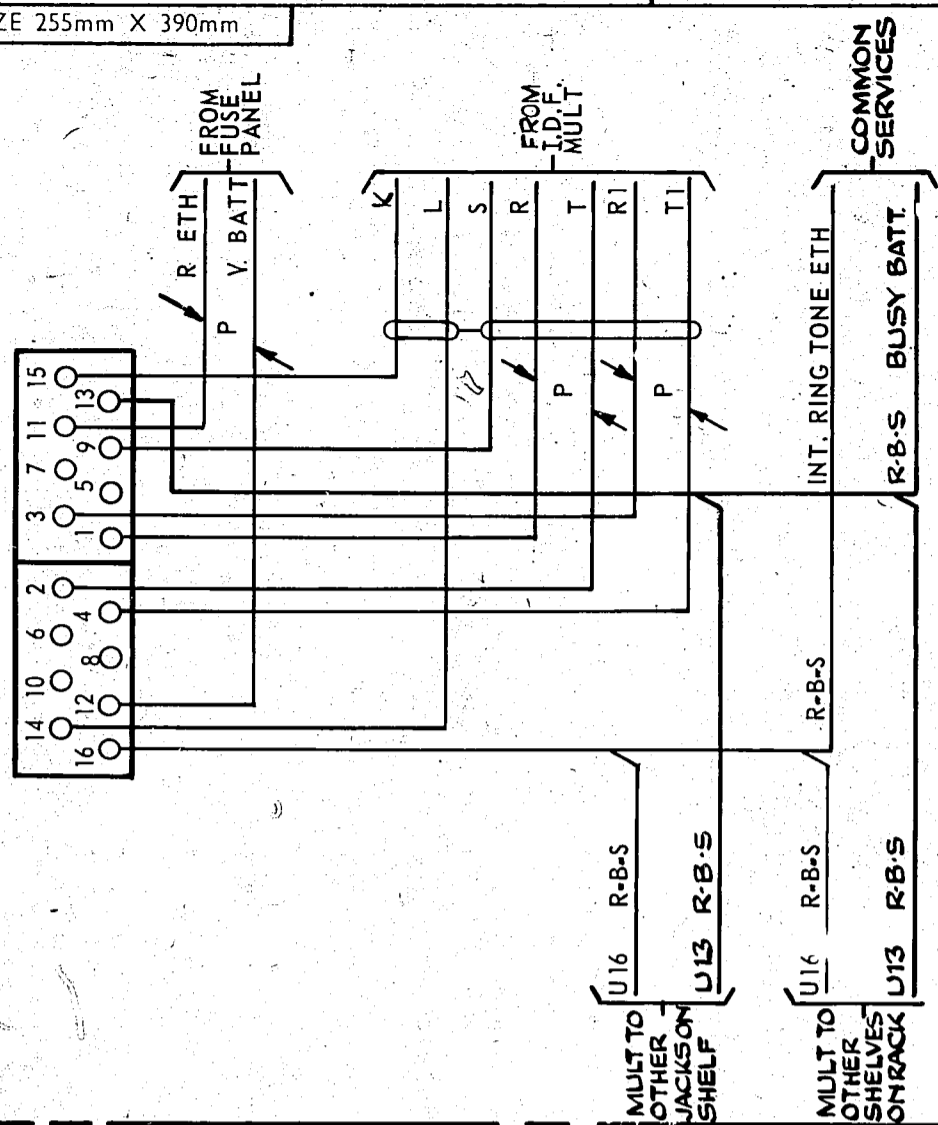 ZE 255mm X 390mm
FROM
FUSE
PANEL
R ETH
P
V. BATT
FROM
I.D.F.
MULT
K
L
S
R
P
T
R1
P
T1
COMMON
SERVICES
INT. RING TONE ETH
R-B-S BUSY BATT.
15
13
11
9
7
5
3
1
2
4
6
8
10
12
14
16
R-B-S
U16 R-B-S
U13 R-B-S
MULT TO
OTHER
JACKS ON
SHELF
U16 R-B-S
U13 R-B-S
MULT TO
OTHER
SHELVES
ON RACK